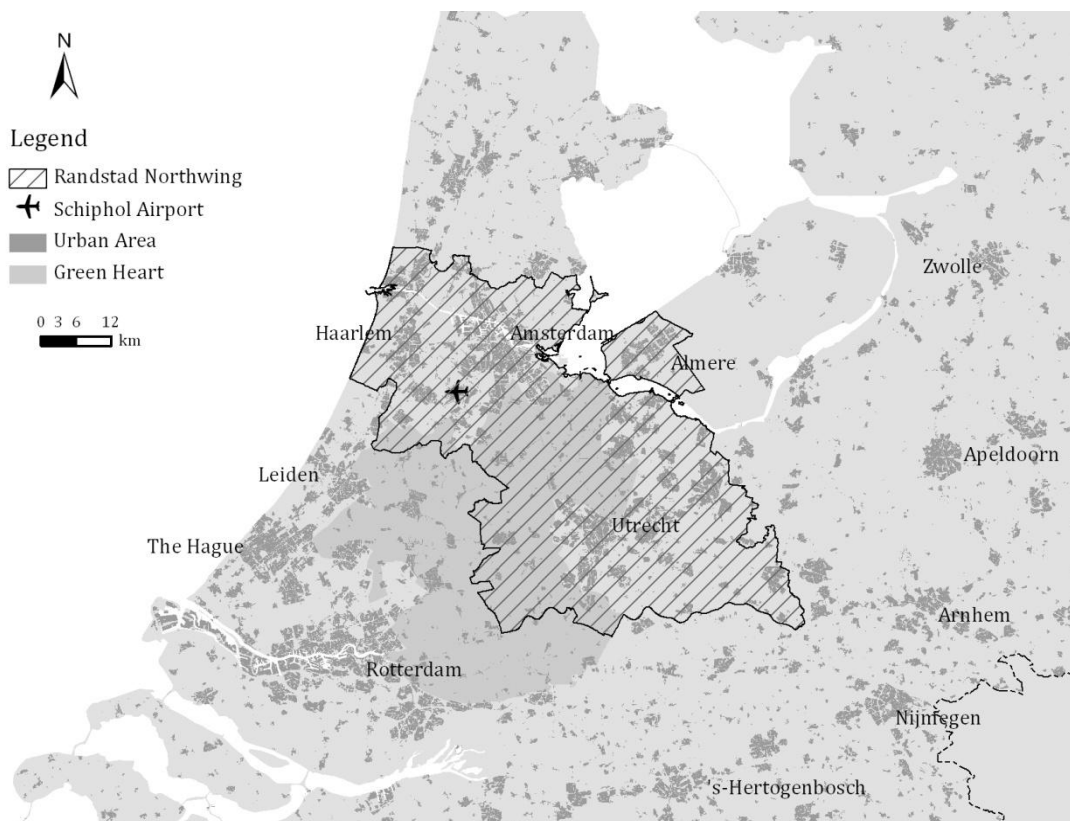 N
Legend
Randstad Northwing
Schiphol Airport
Urban Area
Green Heart
0 3 6 12
km
Zwolle
Haarlem
Amsterdam
Almere
Apeldoorn
Leiden
Utrecht
The Hague
Arnhem
Rotterdam
Nijmegen
's-Hertogenbosch